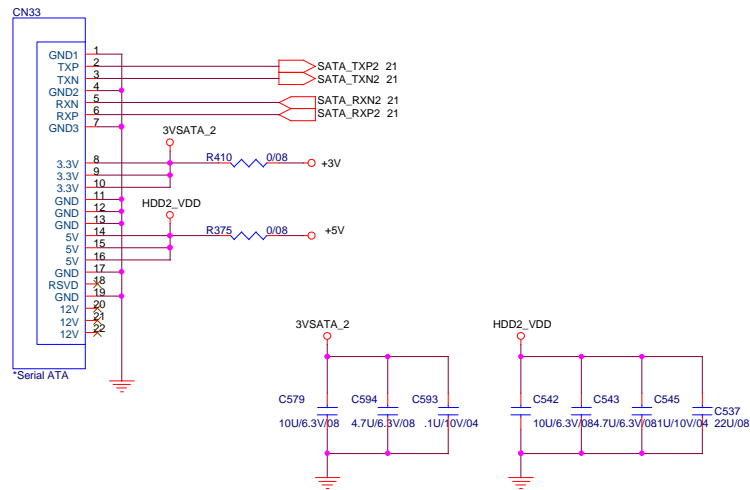 CN33
GND1 1
TXP 2 SATA_TXP2 21
TXN 3 SATA_TXN2 21
GND2 4
RXN 5 SATA_RXN2 21
RXP 6 SATA_RXP2 21
GND3 7
3VSATA_2
3.3V 8 R410 0/08 +3V
3.3V 9
3.3V 10
GND 11
GND 12 HDD2_VDD
GND 13
5V 14 R375 0/08 +5V
5V 15
5V 16
GND 17
RSVD 18
GND 19
12V 20
12V 21
12V 22
*Serial ATA
3VSATA_2 HDD2_VDD
C579 C594 C593 C542 C543 C545 C537
10U/6.3V/08 4.7U/6.3V/08 .1U/10V/04 10U/6.3V/08 4.7U/6.3V/08 .1U/10V/04 22U/08